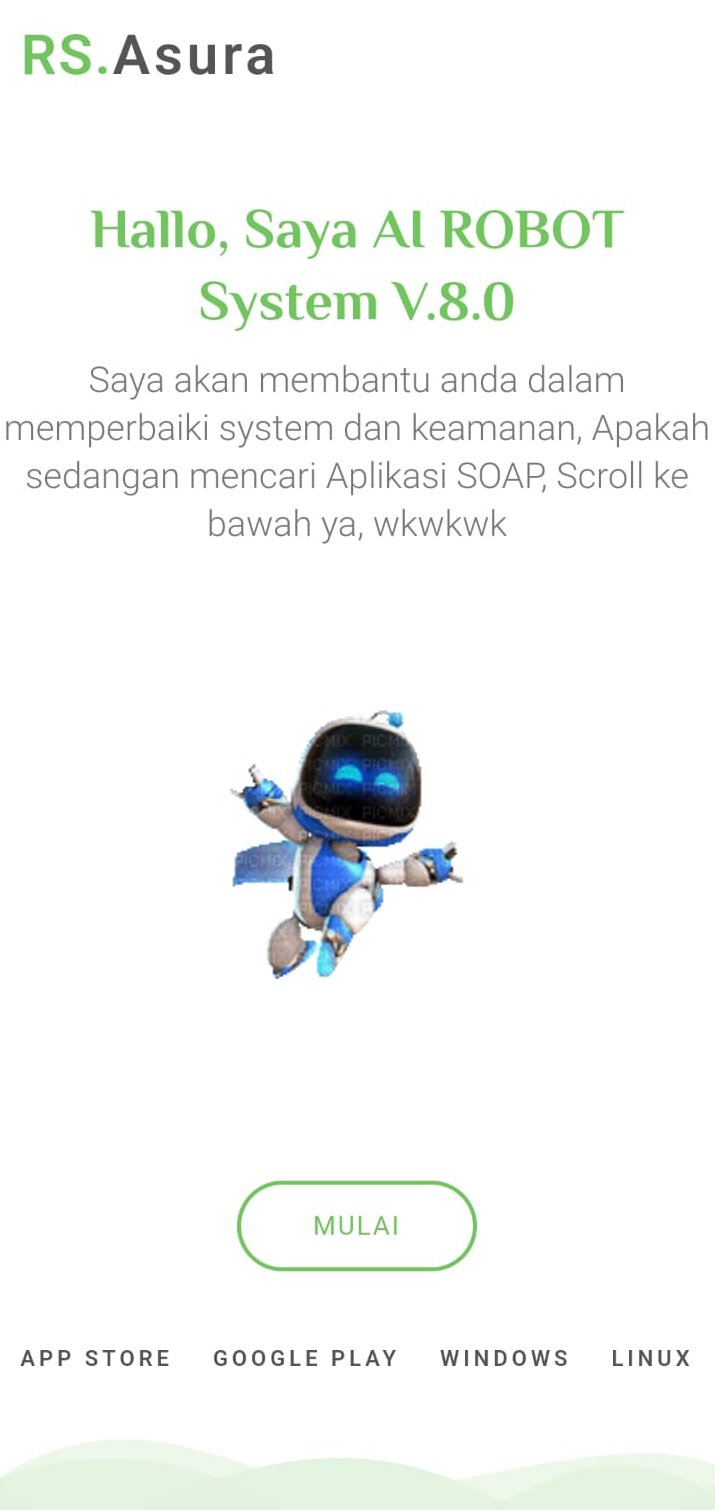 RS.Asura
Hallo, Saya AI ROBOT
System V.8.0
Saya akan membantu anda dalam
memperbaiki system dan keamanan, Apakah
sedangan mencari Aplikasi SOAP, Scroll ke
bawah ya, wkwkwk
PICMIX
MULAI
APP STORE GOOGLE PLAY WINDOWS LINUX